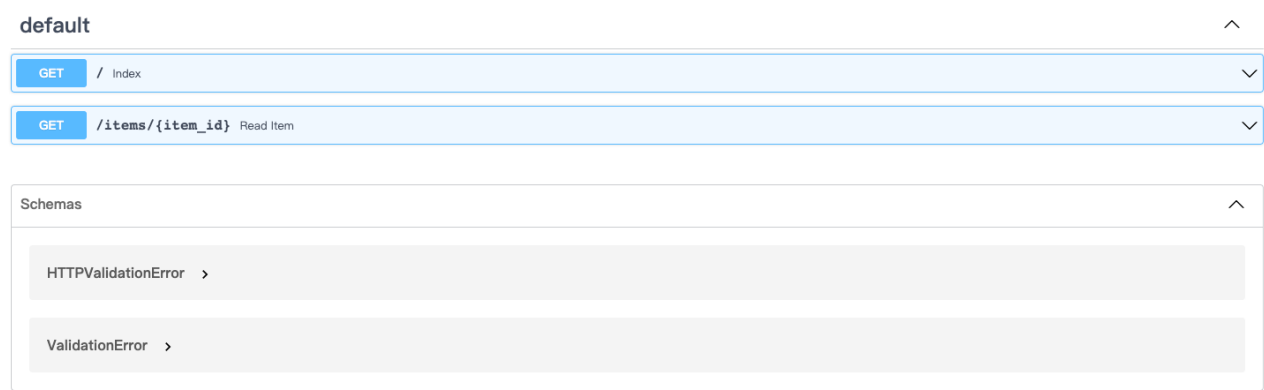 default
GET / Index
GET /items/{item_id} Read Item
Schemas
HTTPValidationError
ValidationError